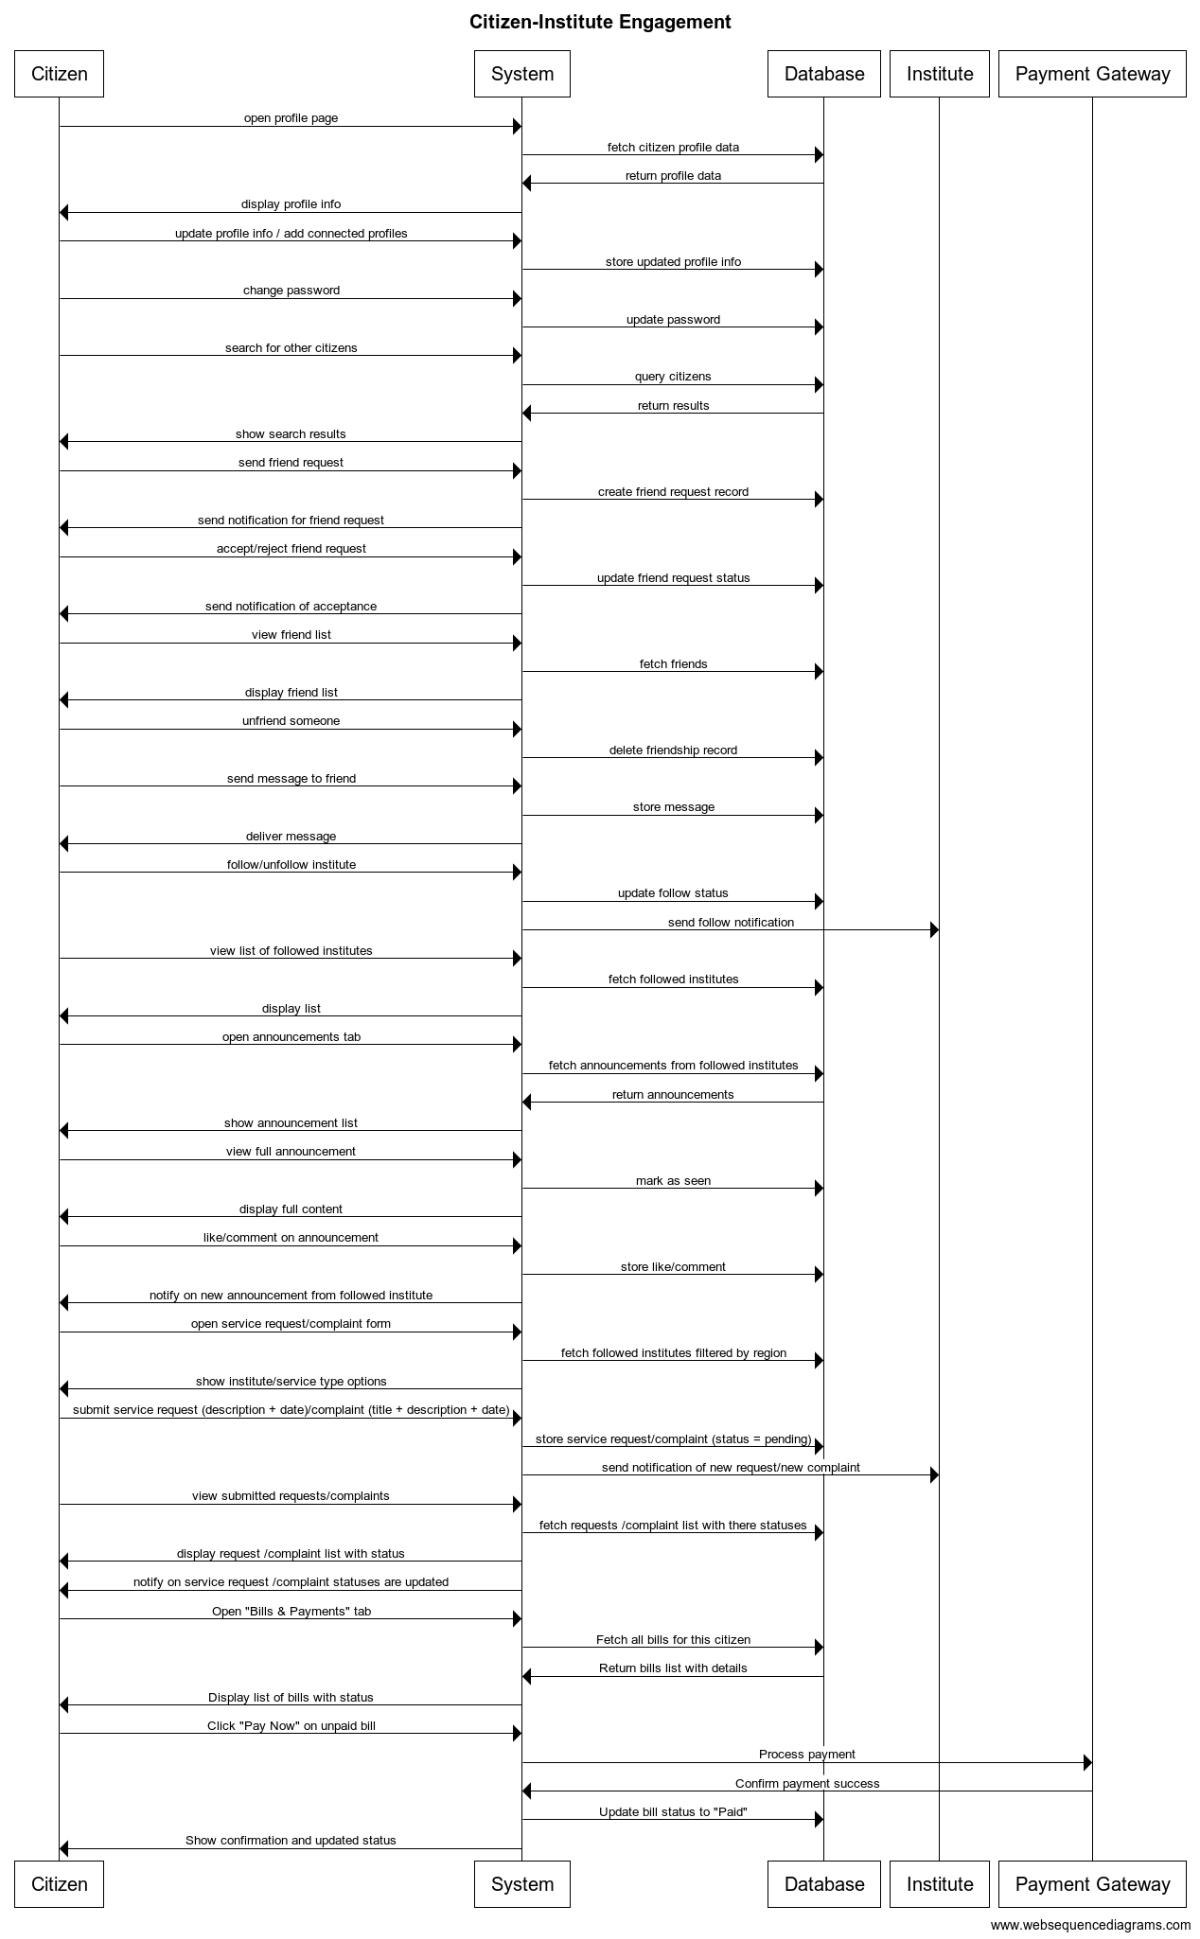 Citizen-Institute Engagement
Citizen System Database Institute Payment Gateway
open profile page
fetch citizen profile data
return profile data
display profile info
update profile info / add connected profiles
store updated profile info
change password
update password
search for other citizens
query citizens
return results
show search results
send friend request
create friend request record
send notification for friend request
accept/reject friend request
update friend request status
send notification of acceptance
view friend list
fetch friends
display friend list
unfriend someone
delete friendship record
send message to friend
store message
deliver message
follow/unfollow institute
update follow status
send follow notification
view list of followed institutes
fetch followed institutes
display list
open announcements tab
fetch announcements from followed institutes
return announcements
show announcement list
view full announcement
mark as seen
display full content
like/comment on announcement
store like/comment
notify on new announcement from followed institute
open service request/complaint form
fetch followed institutes filtered by region
show institute/service type options
submit service request (description + date)/complaint (title + description + date)
store service request/complaint (status = pending)
send notification of new request/new complaint
view submitted requests/complaints
fetch requests /complaint list with there statuses
display request /complaint list with status
notify on service request /complaint statuses are updated
Open "Bills & Payments" tab
Fetch all bills for this citizen
Return bills list with details
Display list of bills with status
Click "Pay Now" on unpaid bill
Process payment
Confirm payment success
Update bill status to "Paid"
Show confirmation and updated status
Citizen System Database Institute Payment Gateway
www.websequencediagrams.com